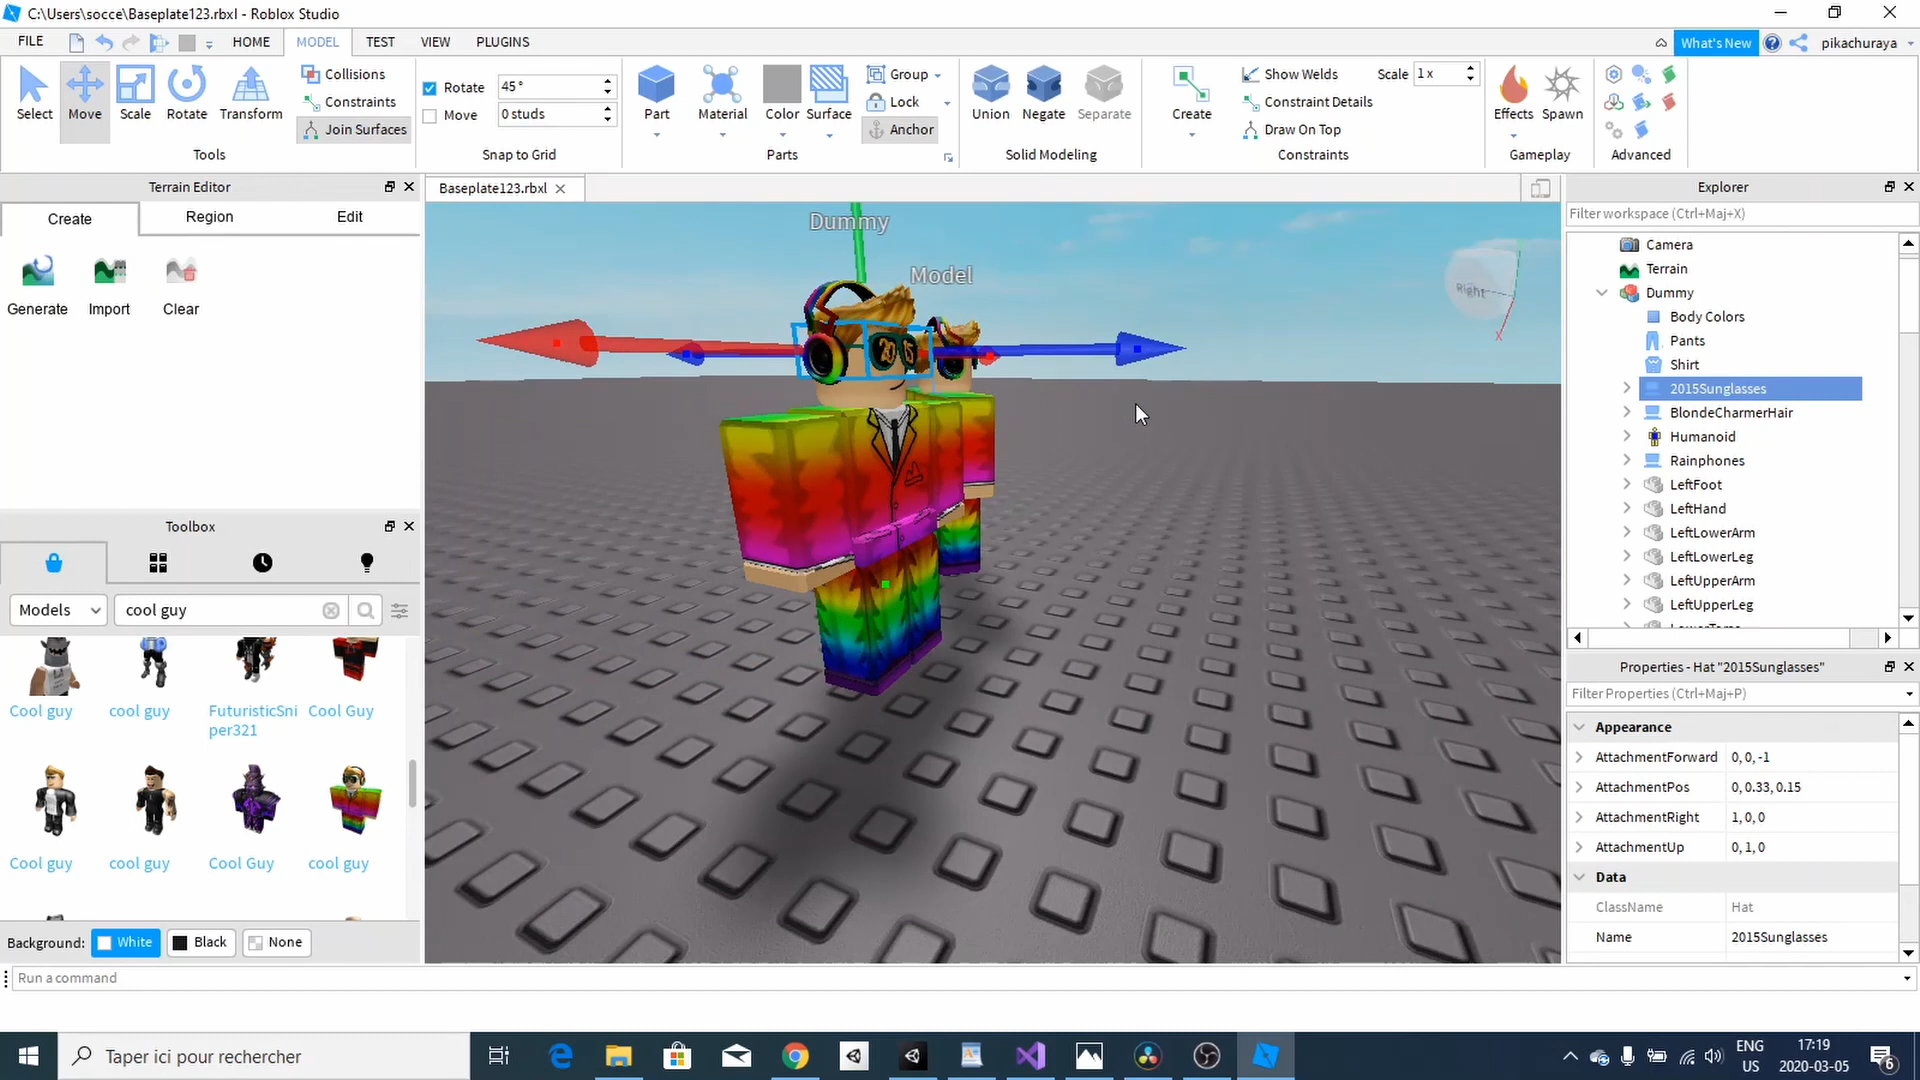 C:\Users\socce\Baseplate123.rbxl - Roblox Studio
FILE
HOME
MODEL
TEST
VIEW
PLUGINS
What's New
pikachuraya
Select
Move
Scale
Rotate
Transform
Collisions
Constraints
Join Surfaces
Tools
Rotate
45 °
Move
0 studs
Snap to Grid
Part
Material
Color
Surface
Group
Lock
Anchor
Parts
Union
Negate
Separate
Solid Modeling
Create
Show Welds
Scale
1 x
Constraint Details
Draw On Top
Constraints
Effects
Spawn
Gameplay
Advanced
Terrain Editor
Create
Region
Edit
Generate
Import
Clear
Toolbox
Models
cool guy
Cool guy
cool guy
FuturisticSni
per321
Cool Guy
Cool guy
cool guy
Cool Guy
cool guy
Background:
White
Black
None
Baseplate123.rbxl
Dummy
Model
20
15
Right
X
Explorer
Filter workspace (Ctrl+Maj+X)
Camera
Terrain
Dummy
Body Colors
Pants
Shirt
2015Sunglasses
BlondeCharmerHair
Humanoid
Rainphones
LeftFoot
LeftHand
LeftLowerArm
LeftLowerLeg
LeftUpperArm
LeftUpperLeg
Properties - Hat "2015Sunglasses"
Filter Properties (Ctrl+Maj+P)
Appearance
AttachmentForward
0, 0, -1
AttachmentPos
0, 0.33, 0.15
AttachmentRight
1, 0, 0
AttachmentUp
0, 1, 0
Data
ClassName
Hat
Name
2015Sunglasses
Run a command
Taper ici pour rechercher
ENG
US
17:19
2020-03-05
6